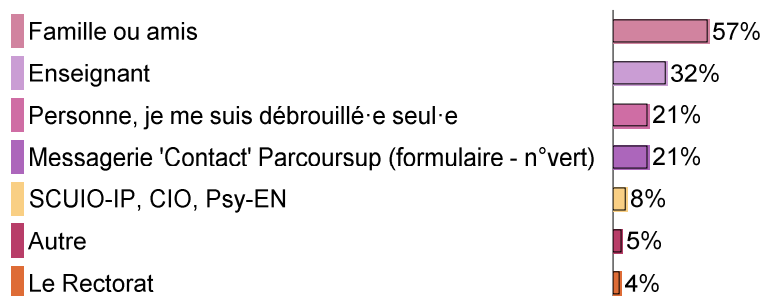 Famille ou amis 57%
Enseignant 32%
Personne, je me suis débrouillé·e seul·e 21%
Messagerie 'Contact' Parcoursup (formulaire - n°vert) 21%
SCUIO-IP, CIO, Psy-EN 8%
Autre 5%
Le Rectorat 4%